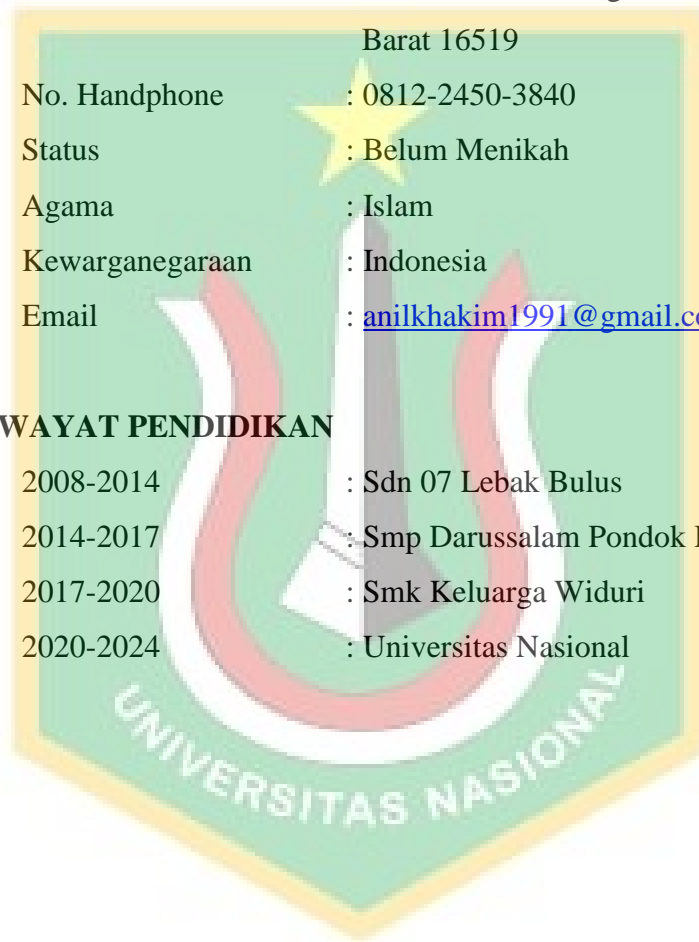 Barat 16519
No. Handphone : 0812-2450-3840
Status : Belum Menikah
Agama : Islam
Kewarganegaraan : Indonesia
Email : anilkhakim1991@gmail.c
WAYAT PENDIDIKAN
2008-2014 : Sdn 07 Lebak Bulus
2014-2017 : Smp Darussalam Pondok
2017-2020 : Smk Keluarga Widuri
2020-2024 : Universitas Nasional
UNIVERSITAS NASIONAL